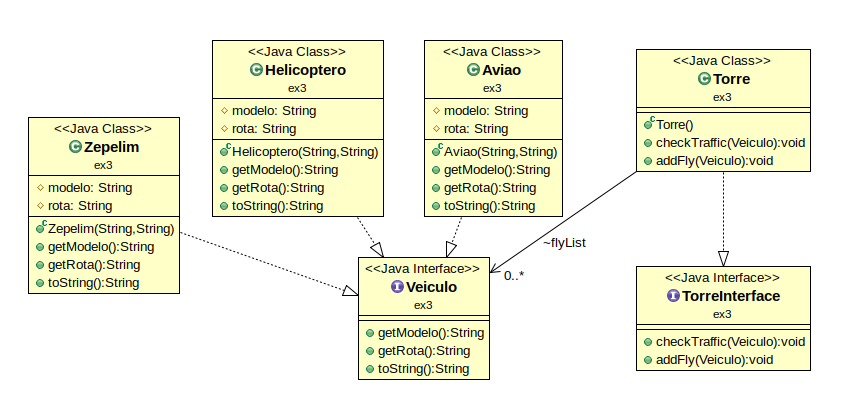 <<Java Class>>
Helicoptero
ex3
modelo: String
rota: String
Helicoptero(String,String)
getModelo():String
getRota():String
toString():String
<<Java Class>>
Aviao
ex3
modelo: String
rota: String
Aviao(String,String)
getModelo():String
getRota():String
toString():String
<<Java Class>>
Torre
ex3
Torre()
checkTraffic(Veiculo):void
addFly(Veiculo):void
<<Java Class>>
Zepelim
ex3
modelo: String
rota: String
Zepelim(String,String)
getModelo():String
getRota():String
toString():String
~flyList
0..*
<<Java Interface>>
Veiculo
ex3
getModelo():String
getRota():String
toString():String
<<Java Interface>>
TorreInterface
ex3
checkTraffic(Veiculo):void
addFly(Veiculo):void